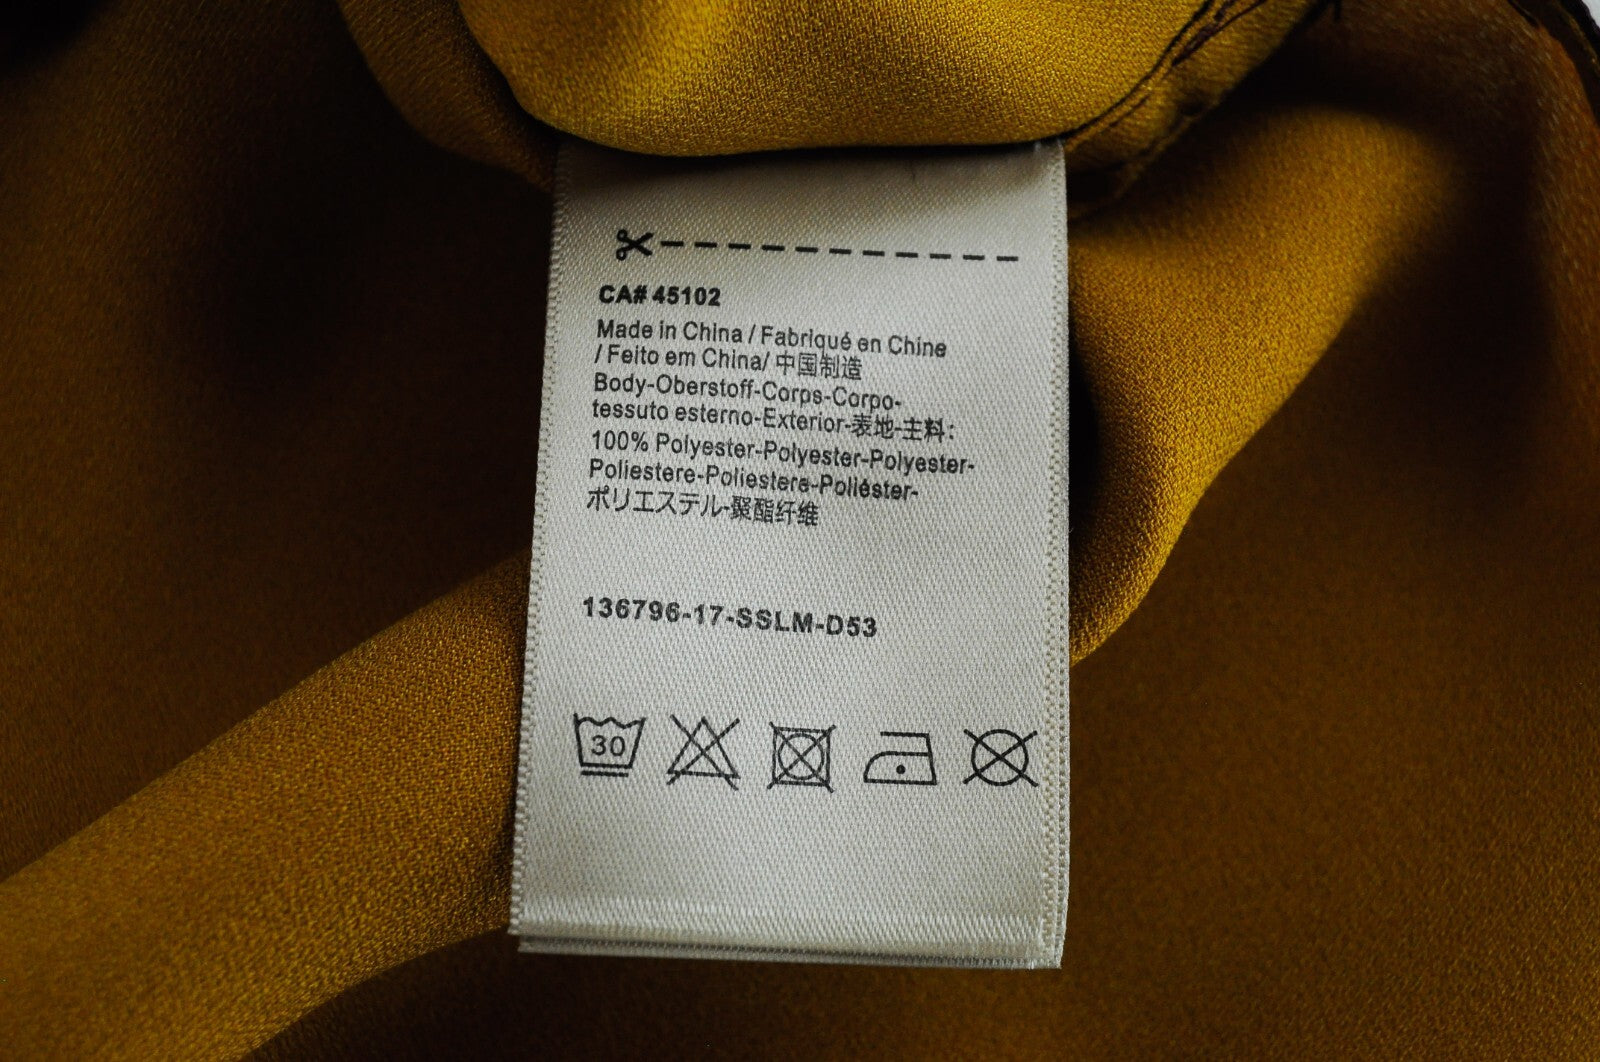 CA# 45102
Made in China / Fabriqué en Chine
/ Feito em China/ 中国制造
Body-Oberstoff-Corps-Corpo-
tessuto esterno-Exterior-表地-主料:
100% Polyester-Polyester-Polyester-
Poliestere-Poliestere-Poliéster-
ポリエステル-聚酯纤维
136796-17-SSLM-D53
30